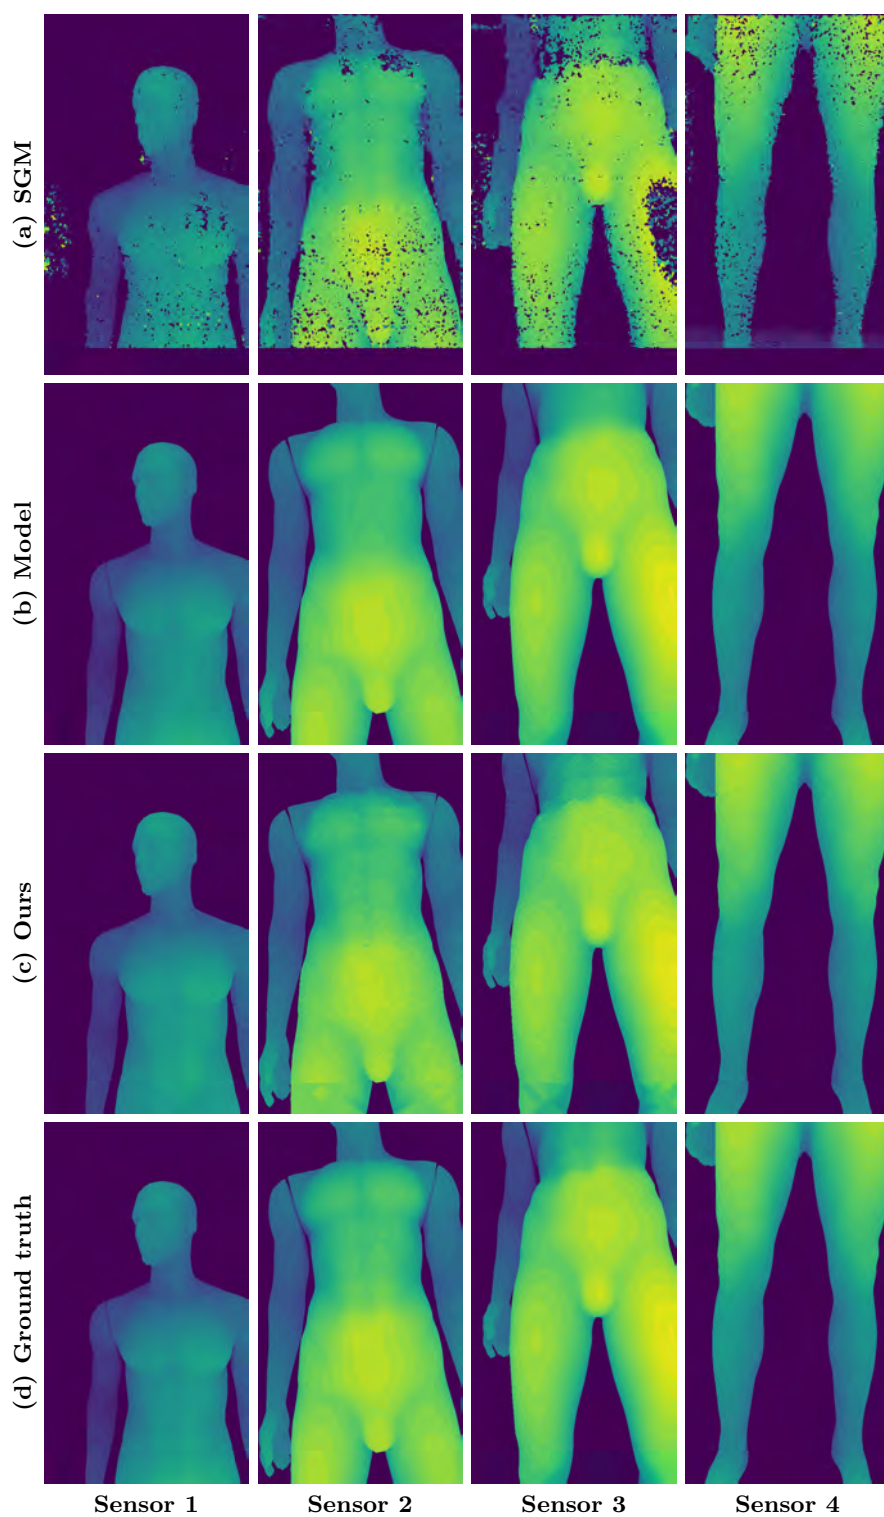 (a) SGM
(b) Model
(c) Ours
(d) Ground truth
Sensor 1
Sensor 2
Sensor 3
Sensor 4